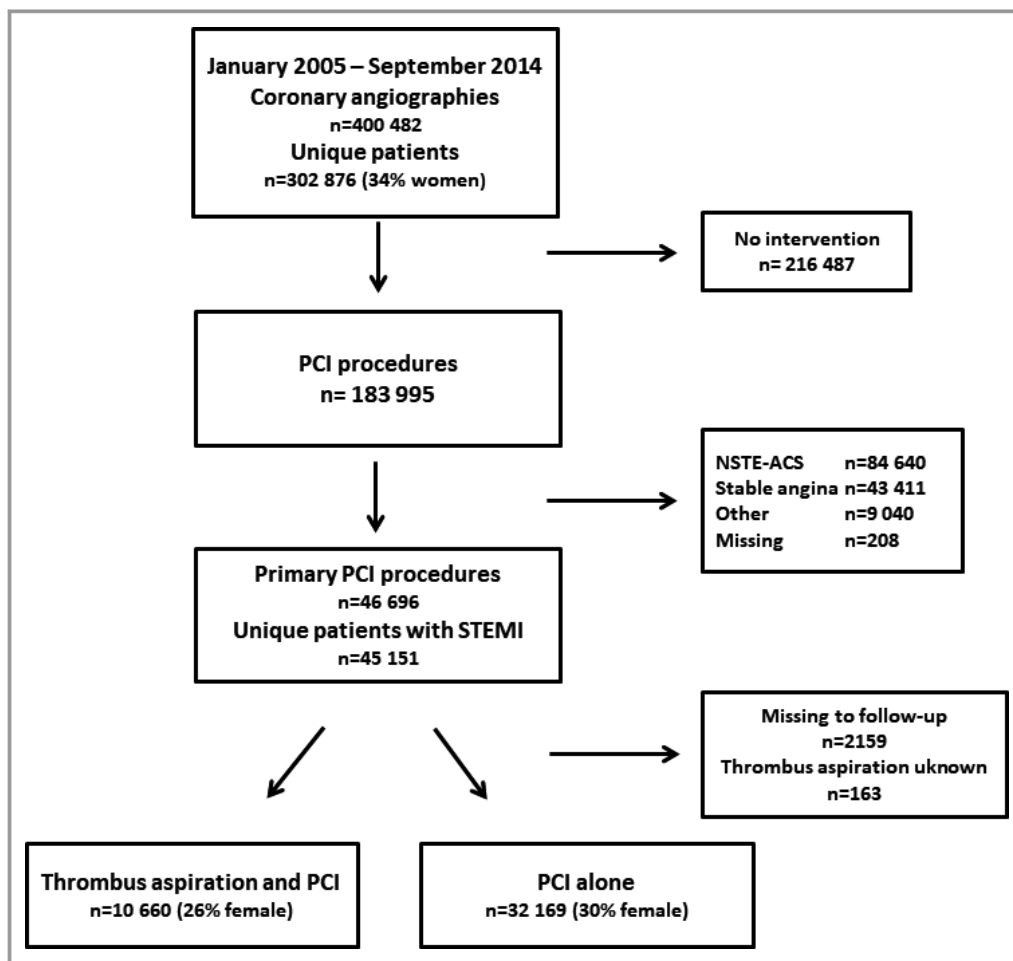 January 2005 – September 2014
Coronary angiographies
n=400 482
Unique patients
n=302 876 (34% women)
No intervention
n= 216 487
PCI procedures
n= 183 995
NSTE-ACS n=84 640
Stable angina n=43 411
Other n=9 040
Missing n=208
Primary PCI procedures
n=46 696
Unique patients with STEMI
n=45 151
Missing to follow-up
n=2159
Thrombus aspiration uknown
n=163
Thrombus aspiration and PCI
n=10 660 (26% female)
PCI alone
n=32 169 (30% female)